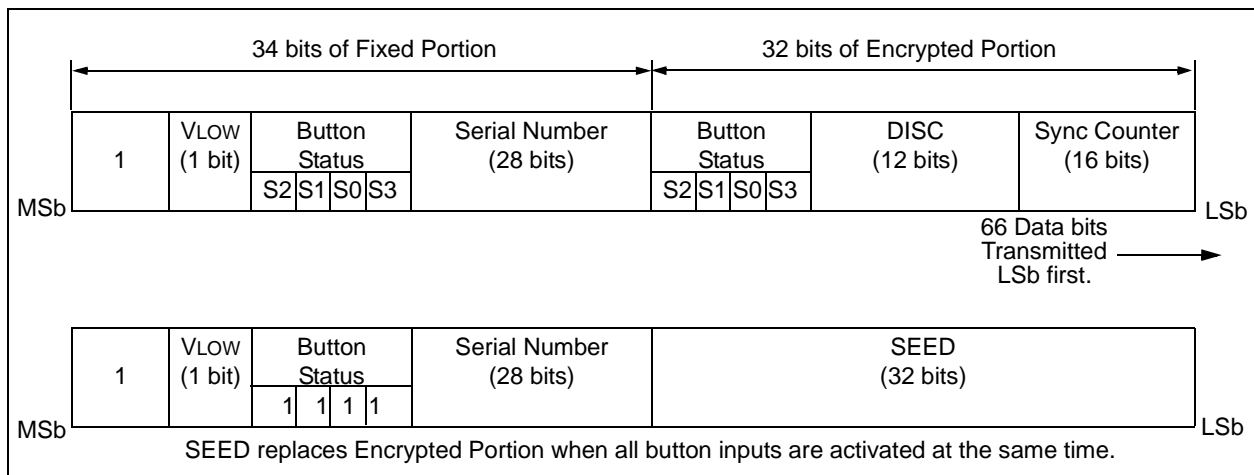 34 bits of Fixed Portion
32 bits of Encrypted Portion
1
VLOW
(1 bit)
Button
Status
S2 S1 S0 S3
Serial Number
(28 bits)
Button
Status
S2 S1 S0 S3
DISC
(12 bits)
Sync Counter
(16 bits)
MSb
LSb
66 Data bits
Transmitted
LSb first.
1
VLOW
(1 bit)
Button
Status
1 1 1 1
Serial Number
(28 bits)
SEED
(32 bits)
MSb
LSb
SEED replaces Encrypted Portion when all button inputs are activated at the same time.